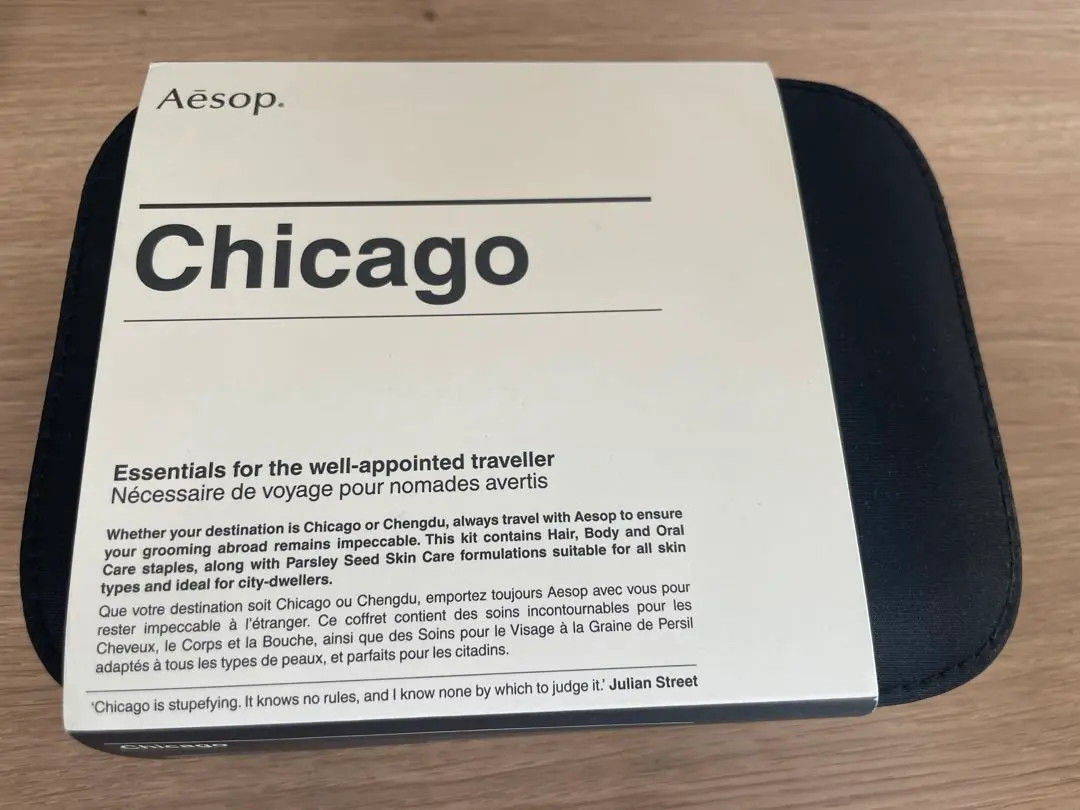 Aēsop.
Chicago
Essentials for the well-appointed traveller
Nécessaire de voyage pour nomades avertis
Whether your destination is Chicago or Chengdu, always travel with Aesop to ensure
your grooming abroad remains impeccable. This kit contains Hair, Body and Oral
Care staples, along with Parsley Seed Skin Care formulations suitable for all skin
types and ideal for city-dwellers.
Que votre destination soit Chicago ou Chengdu, emportez toujours Aesop avec vous pour
rester impeccable à l'étranger. Ce coffret contient des soins incontournables pour les
Cheveux, le Corps et la Bouche, ainsi que des Soins pour le Visage à la Graine de Persil
adaptés à tous les types de peaux, et parfaits pour les citadins.
‘Chicago is stupefying. It knows no rules, and I know none by which to judge it.’ Julian Street
Chicago